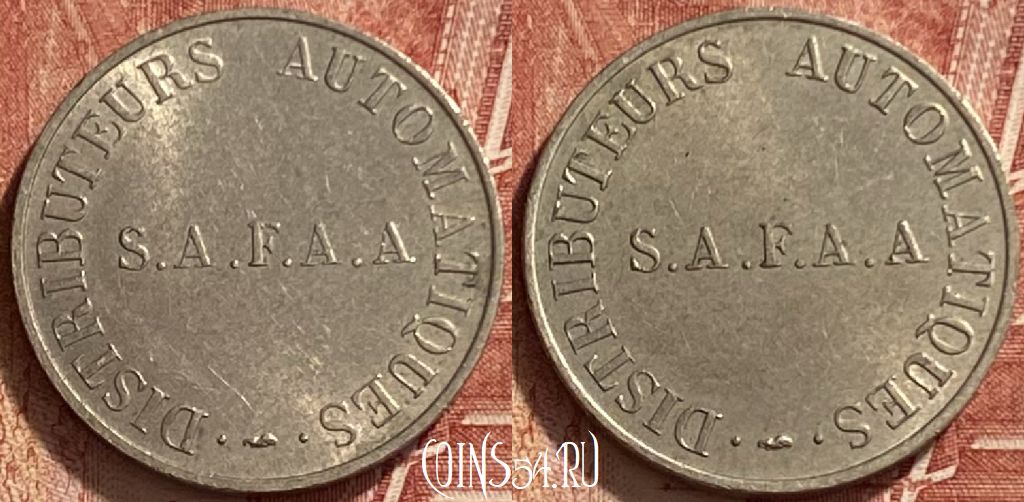 DISTRIBUTEURS AUTOMATIQUES
S.A.F.A.A
DISTRIBUTEURS AUTOMATIQUES
S.A.F.A.A
COINS54.RU